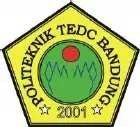 POLITEKNIK TEDC BANDUNG
★ 2001 ★